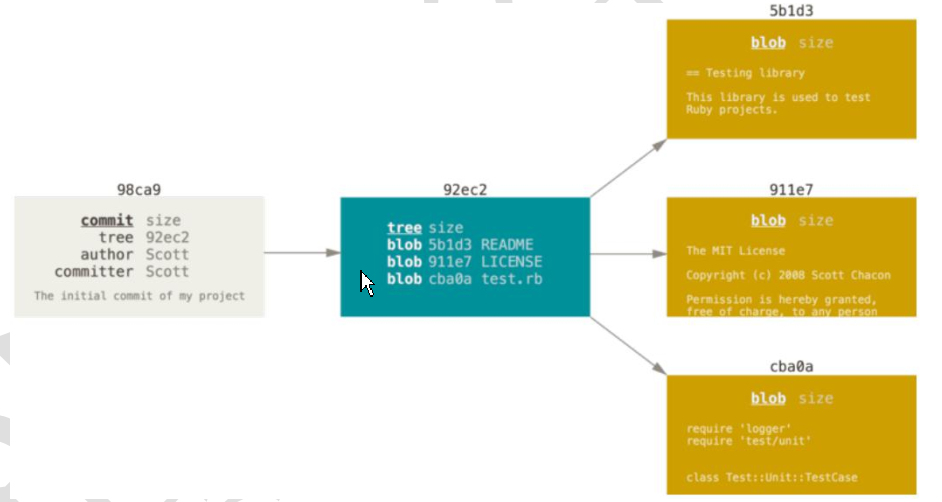 98ca9
commit size
tree 92ec2
author Scott
committer Scott
The initial commit of my project
92ec2
tree size
blob 5b1d3 README
blob 911e7 LICENSE
blob cba0a test.rb
5b1d3
blob size
== Testing library
This library is used to test
Ruby projects.
911e7
blob size
The MIT License
Copyright (c) 2008 Scott Chacon
Permission is hereby granted,
free of charge, to any person
cba0a
blob size
require 'logger'
require 'test/unit'
class Test::Unit::TestCase